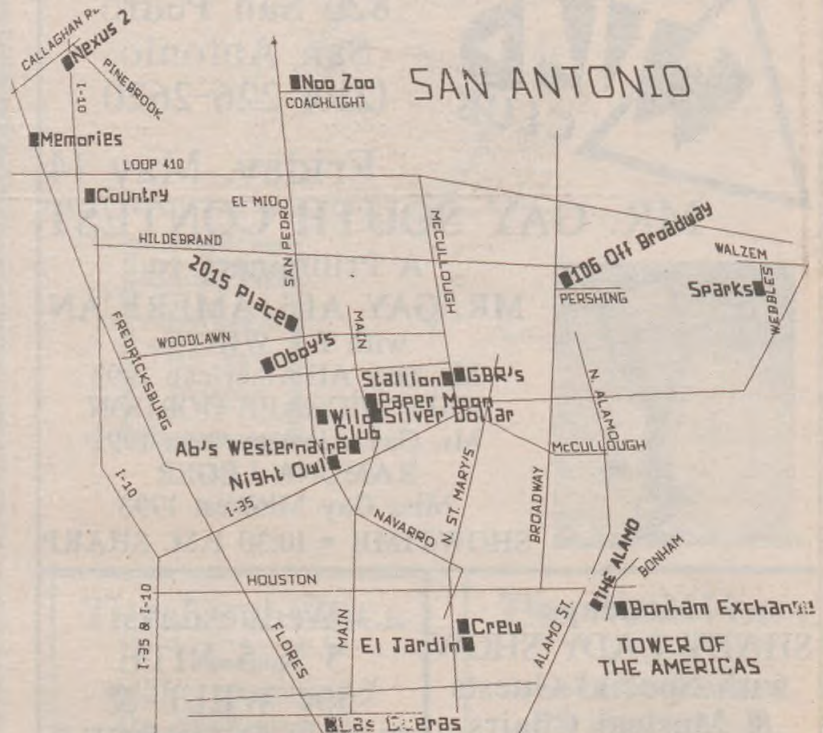 CALLAGHAN
Nexus 2
PINEBROOK
I-10
Noo Zoo
COACHLIGHT
SAN ANTONIO
Memories
LOOP 410
Country
EL MIO
SAN PEDRO
McCULLOUGH
HILDEBRAND
WALZEM
106 Off Broadway
PERSHING
Sparks
WEBBLES
2015 Place
MAIN
FREDRICKSBURG
WOODLAWN
Oboy's
Stallion
GBR's
N. ALAMO
Paper Moon
Wild
Club
Silver Dollar
Ab's Westernaire
McCULLOUGH
Night Owl
I-10
I-35
NAVARRO
N. ST. MARY'S
BROADWAY
HOUSTON
THE ALAMO
BONHAM
Bonham Exchange
I-35 & I-10
FLORES
MAIN
Crew
El Jardin
ALAMO ST.
TOWER OF
THE AMERICAS